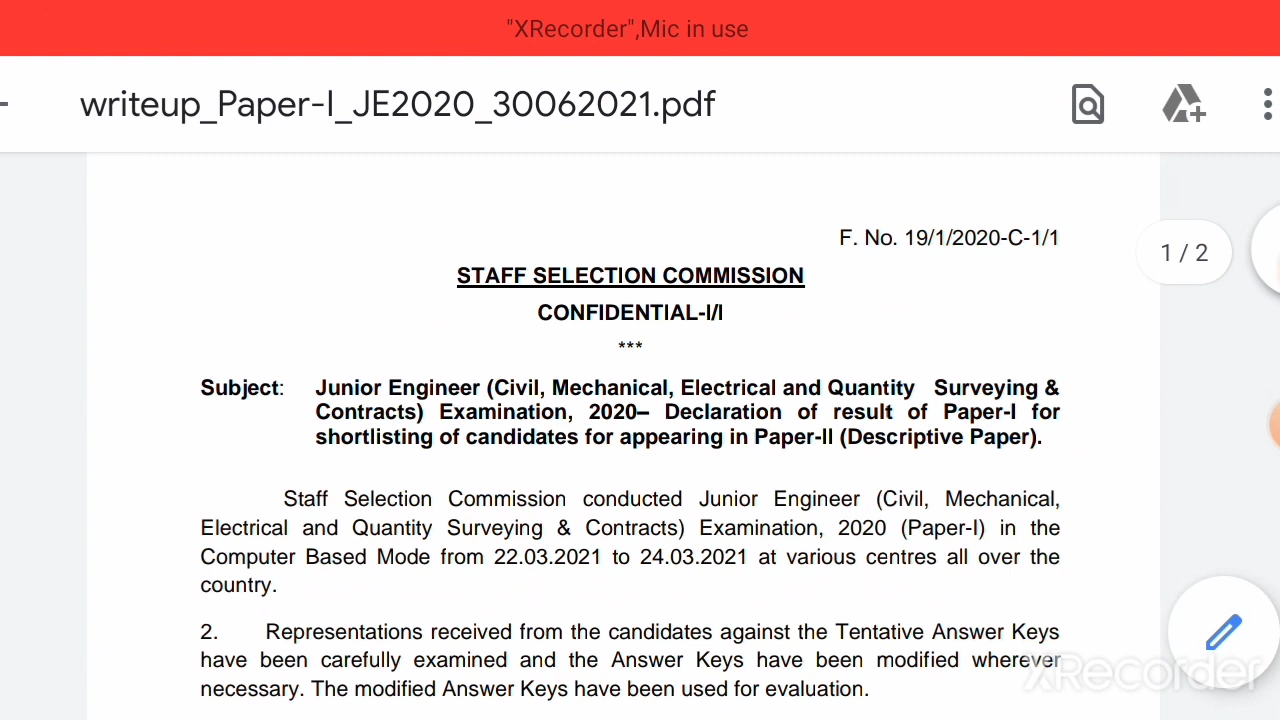 "XRecorder",Mic in use
writeup_Paper-I_JE2020_30062021.pdf
F. No. 19/1/2020-C-1/1
1 / 2
STAFF SELECTION COMMISSION
CONFIDENTIAL-I/I
***
Subject: Junior Engineer (Civil, Mechanical, Electrical and Quantity Surveying &
Contracts) Examination, 2020– Declaration of result of Paper-I for
shortlisting of candidates for appearing in Paper-II (Descriptive Paper).
Staff Selection Commission conducted Junior Engineer (Civil, Mechanical,
Electrical and Quantity Surveying & Contracts) Examination, 2020 (Paper-I) in the
Computer Based Mode from 22.03.2021 to 24.03.2021 at various centres all over the
country.
2. Representations received from the candidates against the Tentative Answer Keys
have been carefully examined and the Answer Keys have been modified wherever
necessary. The modified Answer Keys have been used for evaluation.
XRecorder